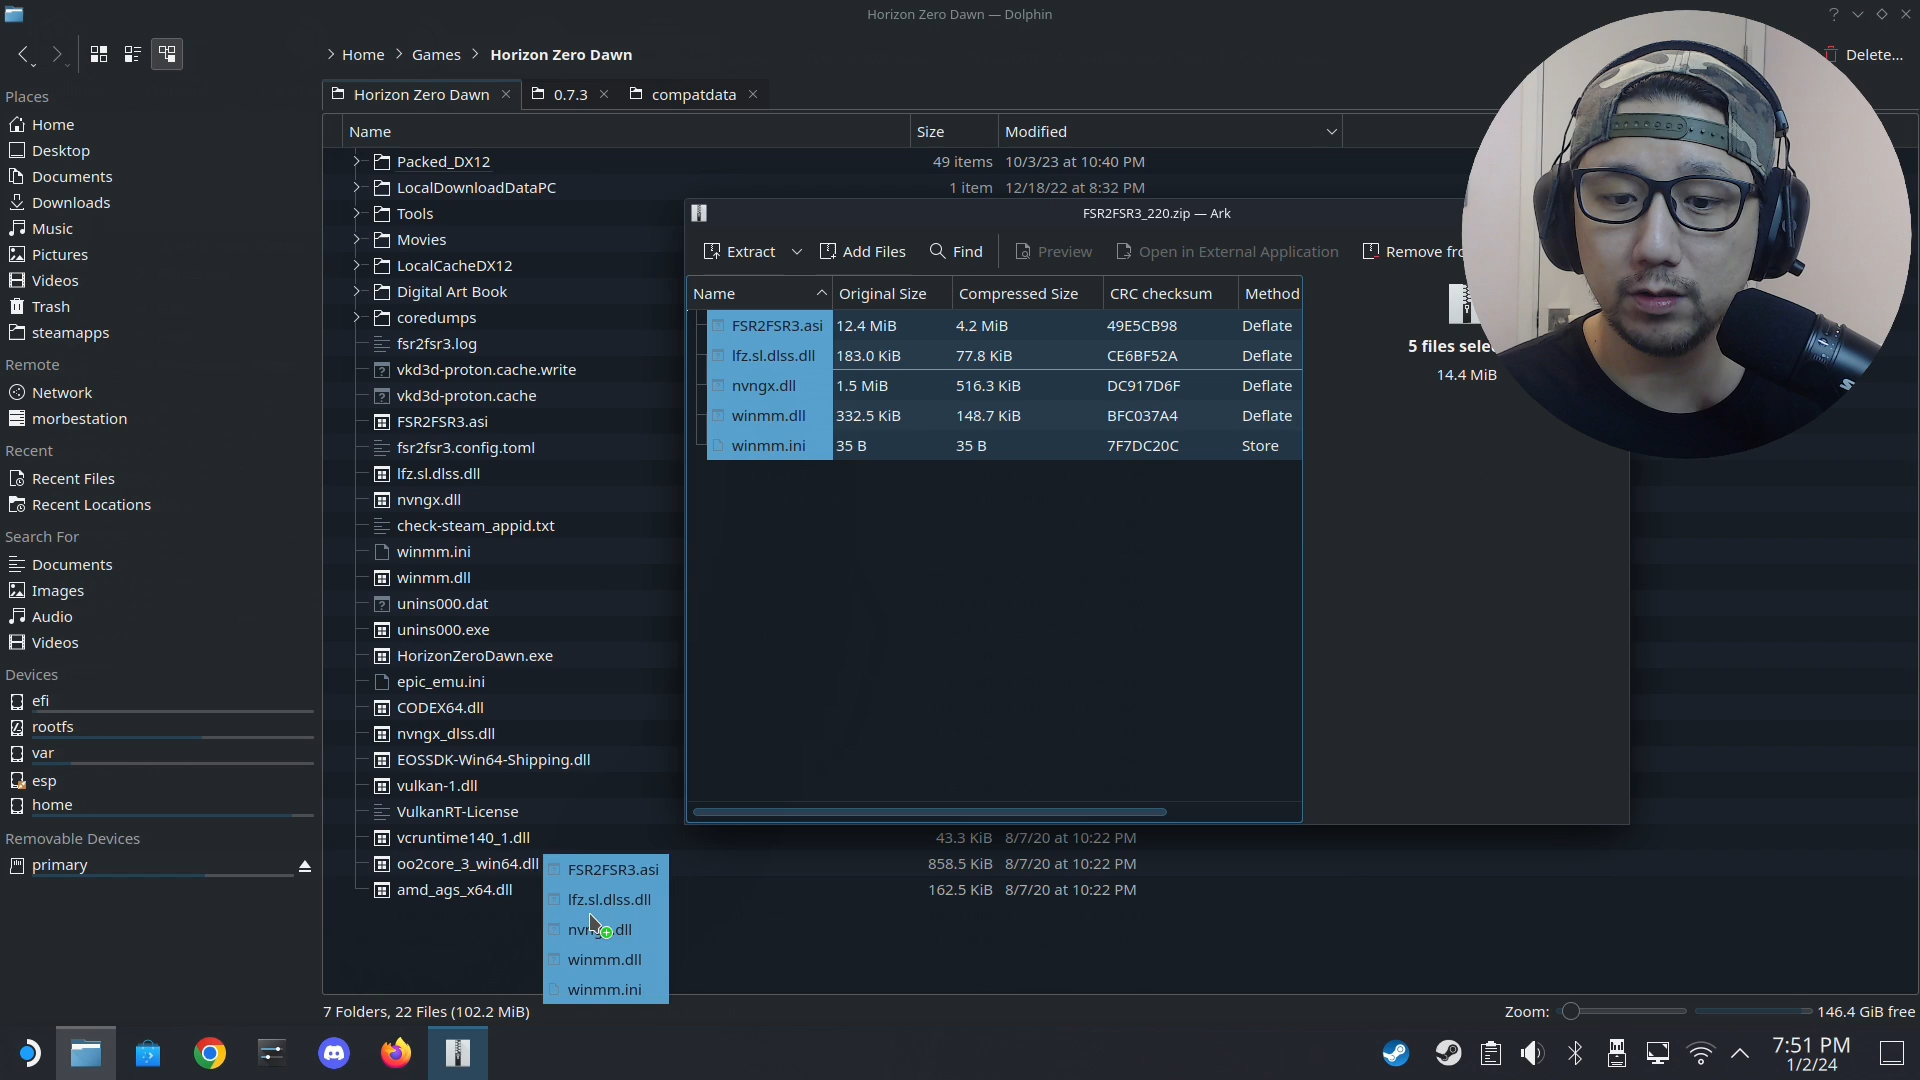 Horizon Zero Dawn — Dolphin
Delete...
Home
Games
Horizon Zero Dawn
Horizon Zero Dawn
0.7.3
compatdata
Places
Home
Desktop
Documents
Downloads
Music
Pictures
Videos
Trash
steamapps
Remote
Network
morbestation
Recent
Recent Files
Recent Locations
Search For
Documents
Images
Audio
Videos
Devices
efi
rootfs
var
esp
home
Removable Devices
primary
Name Size Modified
Packed_DX12 49 items 10/3/23 at 10:40 PM
LocalDownloadDataPC 1 item 12/18/22 at 8:32 PM
Tools
Movies
LocalCacheDX12
Digital Art Book
coredumps
fsr2fsr3.log
vkd3d-proton.cache.write
vkd3d-proton.cache
FSR2FSR3.asi
fsr2fsr3.config.toml
lfz.sl.dlss.dll
nvngx.dll
check-steam_appid.txt
winmm.ini
winmm.dll
unins000.dat
unins000.exe
HorizonZeroDawn.exe
epic_emu.ini
CODEX64.dll
nvngx_dlss.dll
EOSSDK-Win64-Shipping.dll
vulkan-1.dll
VulkanRT-License
vcruntime140_1.dll 43.3 KiB 8/7/20 at 10:22 PM
oo2core_3_win64.dll 858.5 KiB 8/7/20 at 10:22 PM
amd_ags_x64.dll 162.5 KiB 8/7/20 at 10:22 PM
FSR2FSR3_220.zip — Ark
Extract Add Files Find Preview Open in External Application Remove fro
Name Original Size Compressed Size CRC checksum Method
FSR2FSR3.asi 12.4 MiB 4.2 MiB 49E5CB98 Deflate
lfz.sl.dlss.dll 183.0 KiB 77.8 KiB CE6BF52A Deflate
nvngx.dll 1.5 MiB 516.3 KiB DC917D6F Deflate
winmm.dll 332.5 KiB 148.7 KiB BFC037A4 Deflate
winmm.ini 35 B 35 B 7F7DC20C Store
5 files sele
14.4 MiB
FSR2FSR3.asi
lfz.sl.dlss.dll
nvngx.dll
winmm.dll
winmm.ini
7 Folders, 22 Files (102.2 MiB)
Zoom:
146.4 GiB free
7:51 PM
1/2/24